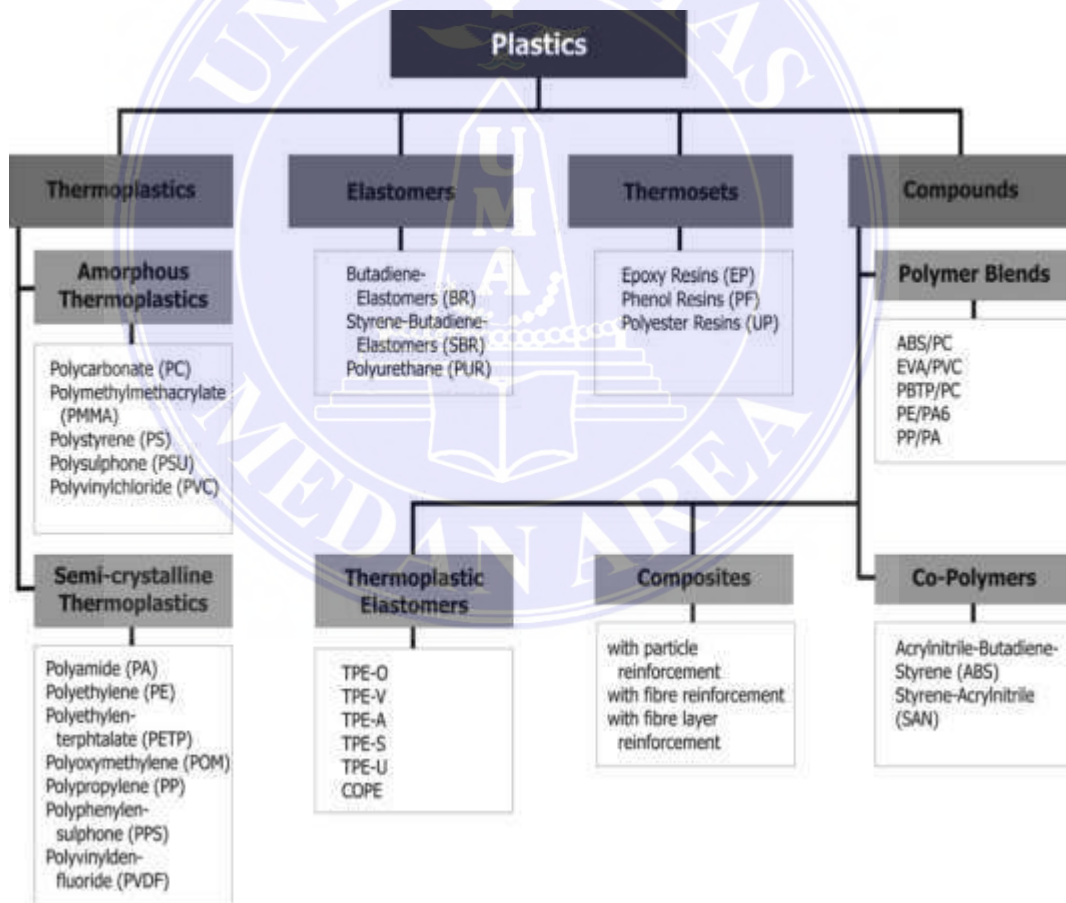 Plastics
Thermoplastics
Elastomers
Thermosets
Compounds
Amorphous
Thermoplastics
Polycarbonate (PC)
Polymethylmethacrylate
(PMMA)
Polystyrene (PS)
Polysulphone (PSU)
Polyvinylchloride (PVC)
Semi-crystalline
Thermoplastics
Polyamide (PA)
Polyethylene (PE)
Polyethylen-
terphtalate (PETP)
Polyoxymethylene (POM)
Polypropylene (PP)
Polyphenylen-
sulphone (PPS)
Polyvinylden-
fluoride (PVDF)
Butadiene-
Elastomers (BR)
Styrene-Butadiene-
Elastomers (SBR)
Polyurethane (PUR)
Epoxy Resins (EP)
Phenol Resins (PF)
Polyester Resins (UP)
Polymer Blends
ABS/PC
EVA/PVC
PBTP/PC
PE/PA6
PP/PA
Thermoplastic
Elastomers
TPE-O
TPE-V
TPE-A
TPE-S
TPE-U
COPE
Composites
with particle
reinforcement
with fibre reinforcement
with fibre layer
reinforcement
Co-Polymers
Acrylnitrile-Butadiene-
Styrene (ABS)
Styrene-Acrylnitrile
(SAN)
UMA
MEDAN AREA